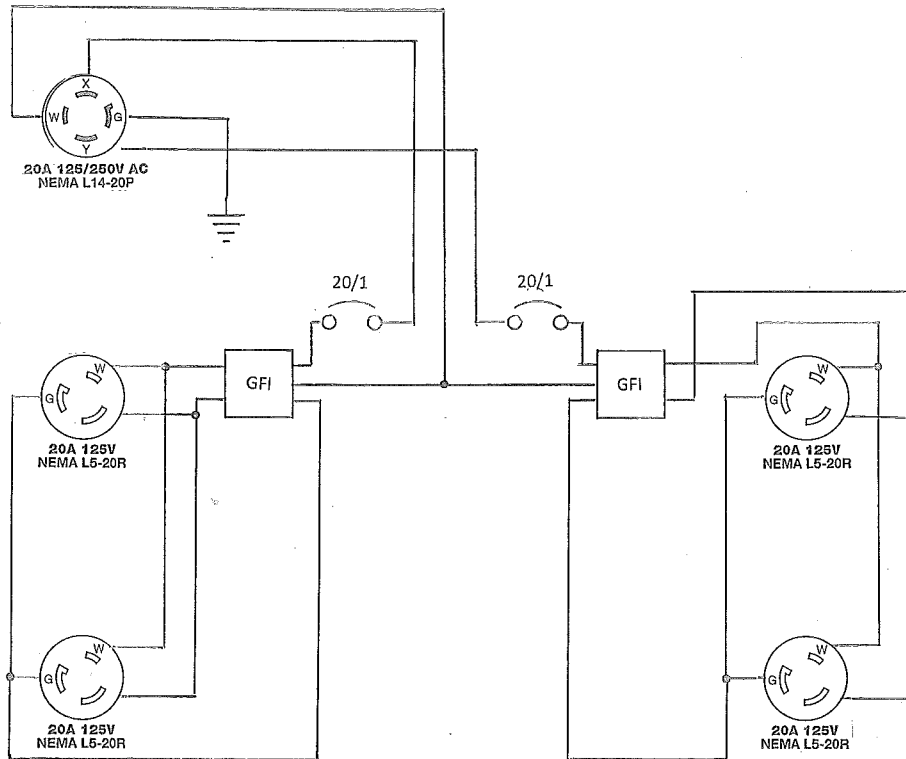 X
W G
Y
20A 125/250V AC
NEMA L14-20P
20/1 20/1
GFI GFI
W W
G G
20A 125V 20A 125V
NEMA L5-20R NEMA L5-20R
W W
G G
20A 125V 20A 125V
NEMA L5-20R NEMA L5-20R